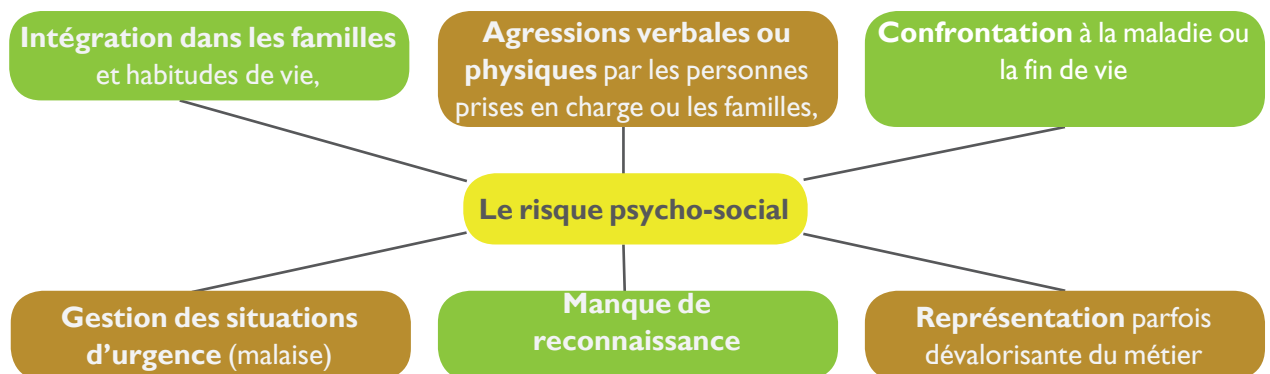 Intégration dans les familles
et habitudes de vie,
Agressions verbales ou
physiques par les personnes
prises en charge ou les familles,
Confrontation à la maladie ou
la fin de vie
Le risque psycho-social
Gestion des situations
d’urgence (malaise)
Manque de
reconnaissance
Représentation parfois
dévalorisante du métier